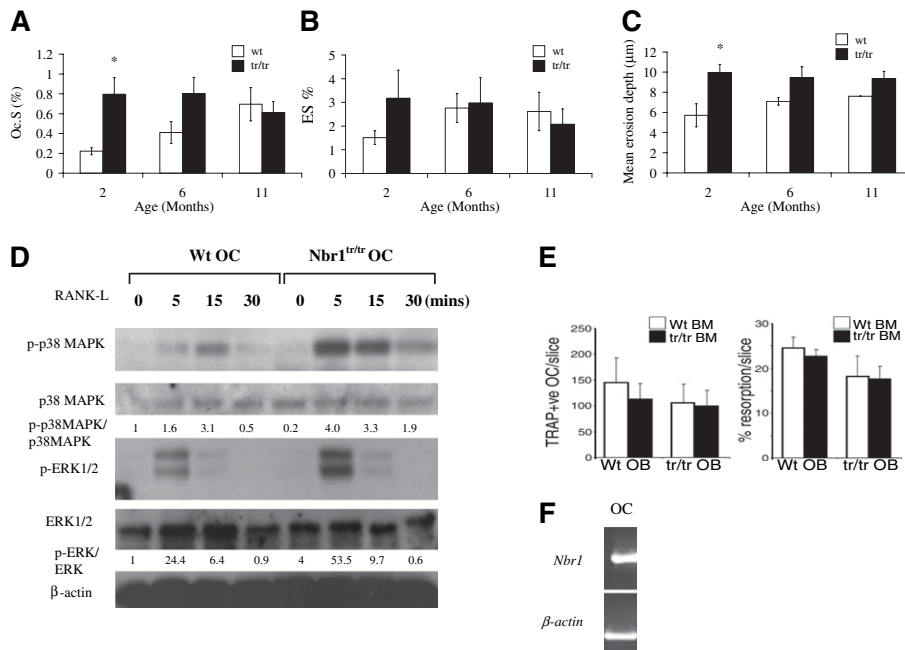 A
wt
tr/tr
Oc.S (%)
1.2
1
0.8
0.6
0.4
0.2
0
*
2 6 11
Age (Months)
B
wt
tr/tr
ES %
5
4
3
2
1
0
2 6 11
Age (Months)
C
wt
tr/tr
Mean erosion depth (μm)
12
10
8
6
4
2
0
*
2 6 11
Age (Months)
D
Wt OC Nbr1tr/tr OC
RANK-L 0 5 15 30 0 5 15 30 (mins)
p-p38 MAPK
p38 MAPK
p-p38MAPK/
p38MAPK
1 1.6 3.1 0.5 0.2 4.0 3.3 1.9
p-ERK1/2
ERK1/2
p-ERK/
ERK
1 24.4 6.4 0.9 4 53.5 9.7 0.6
β-actin
E
Wt BM
tr/tr BM
TRAP+ve OC/slice
250
200
150
100
50
0
Wt OB tr/tr OB
Wt BM
tr/tr BM
% resorption/slice
30
20
10
0
Wt OB tr/tr OB
F
OC
Nbr1
β-actin